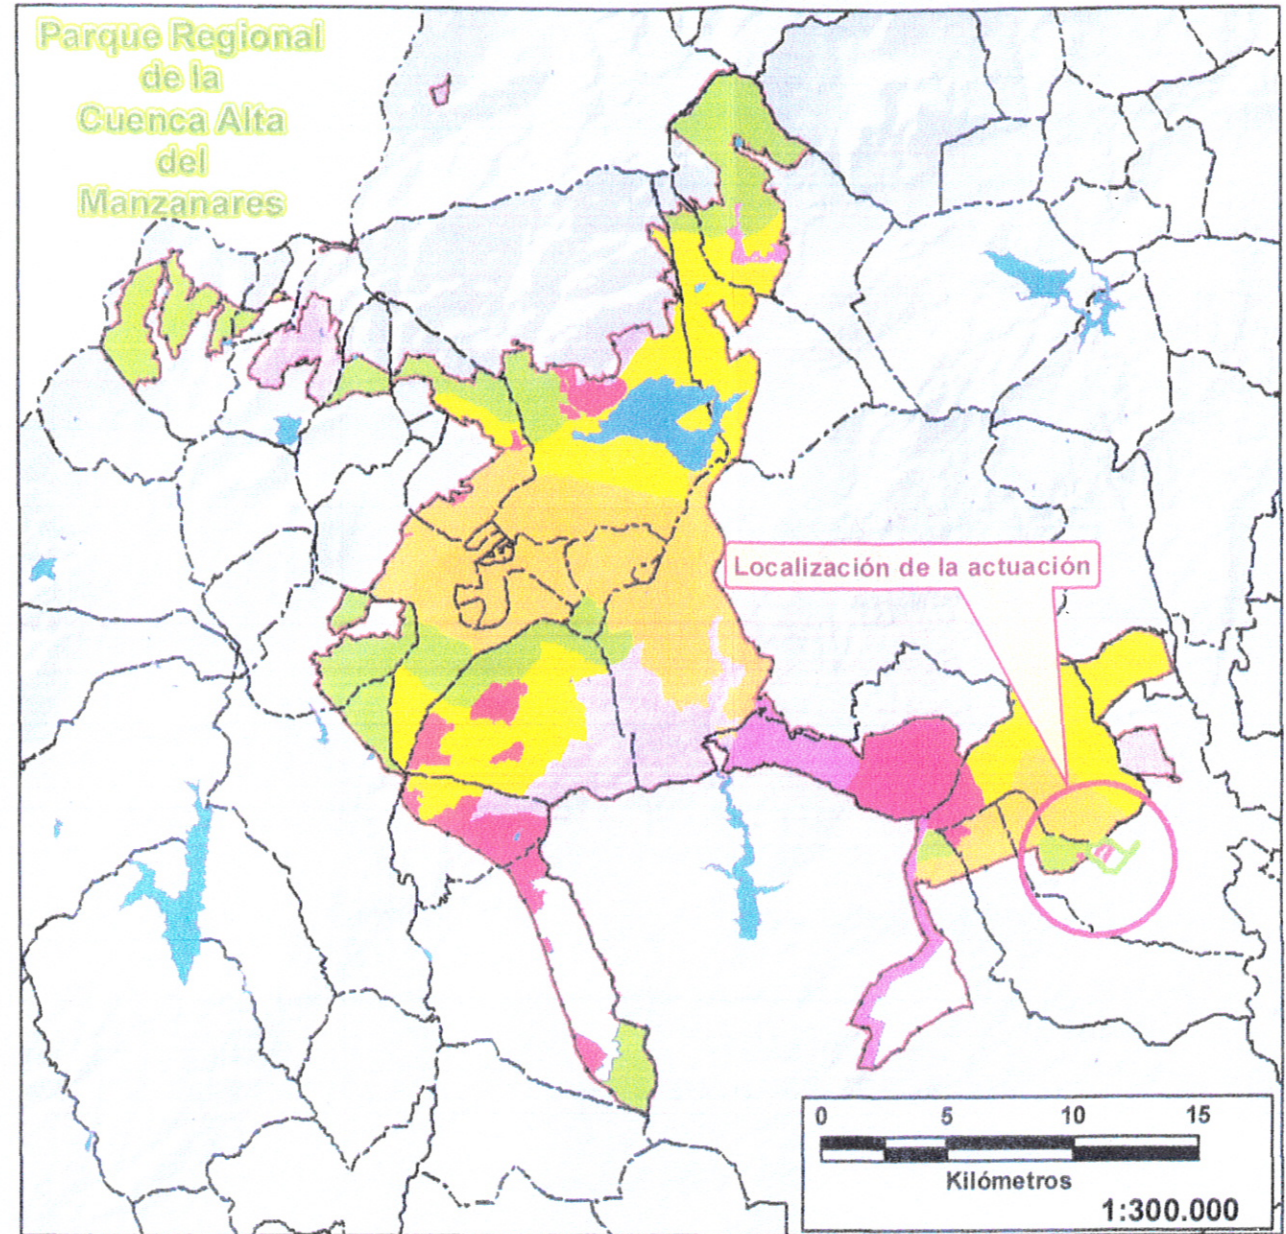 Parque Regional
de la
Cuenca Alta
del
Manzanares
Localización de la actuación
0 5 10 15
Kilómetros
1:300.000